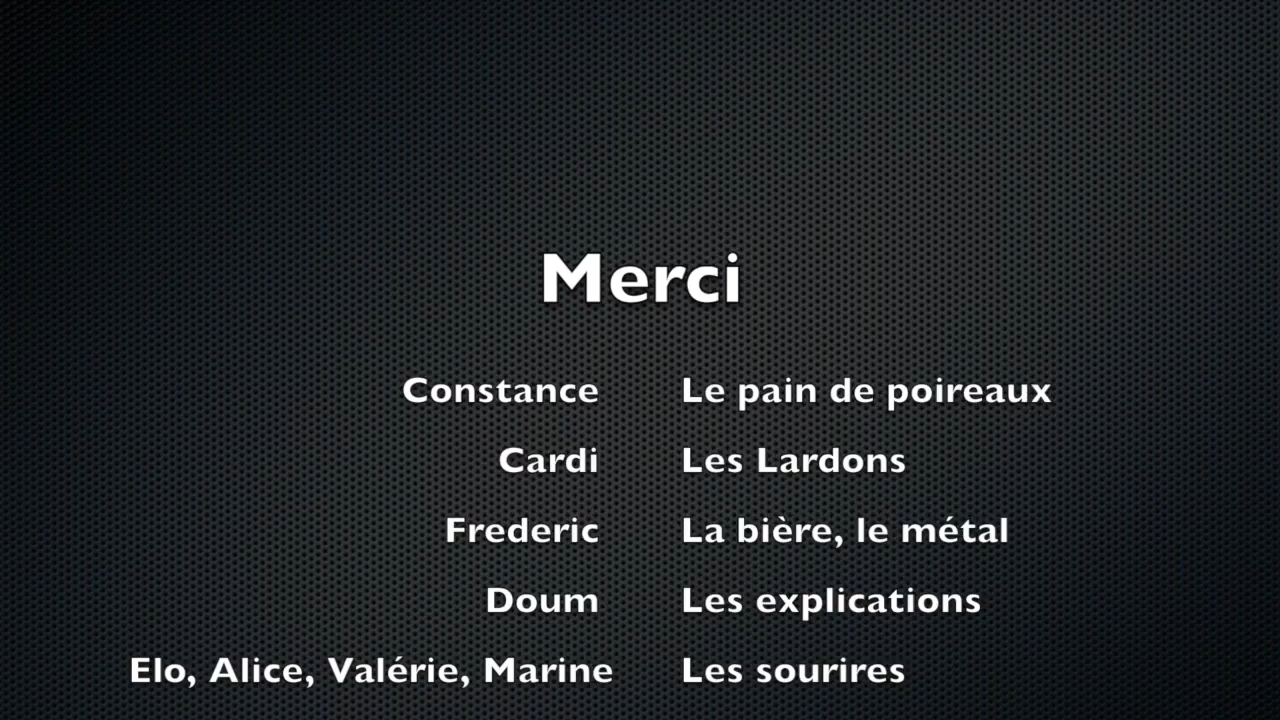 Merci
Constance Le pain de poireaux
Cardi Les Lardons
Frederic La bière, le métal
Doum Les explications
Elo, Alice, Valérie, Marine Les sourires